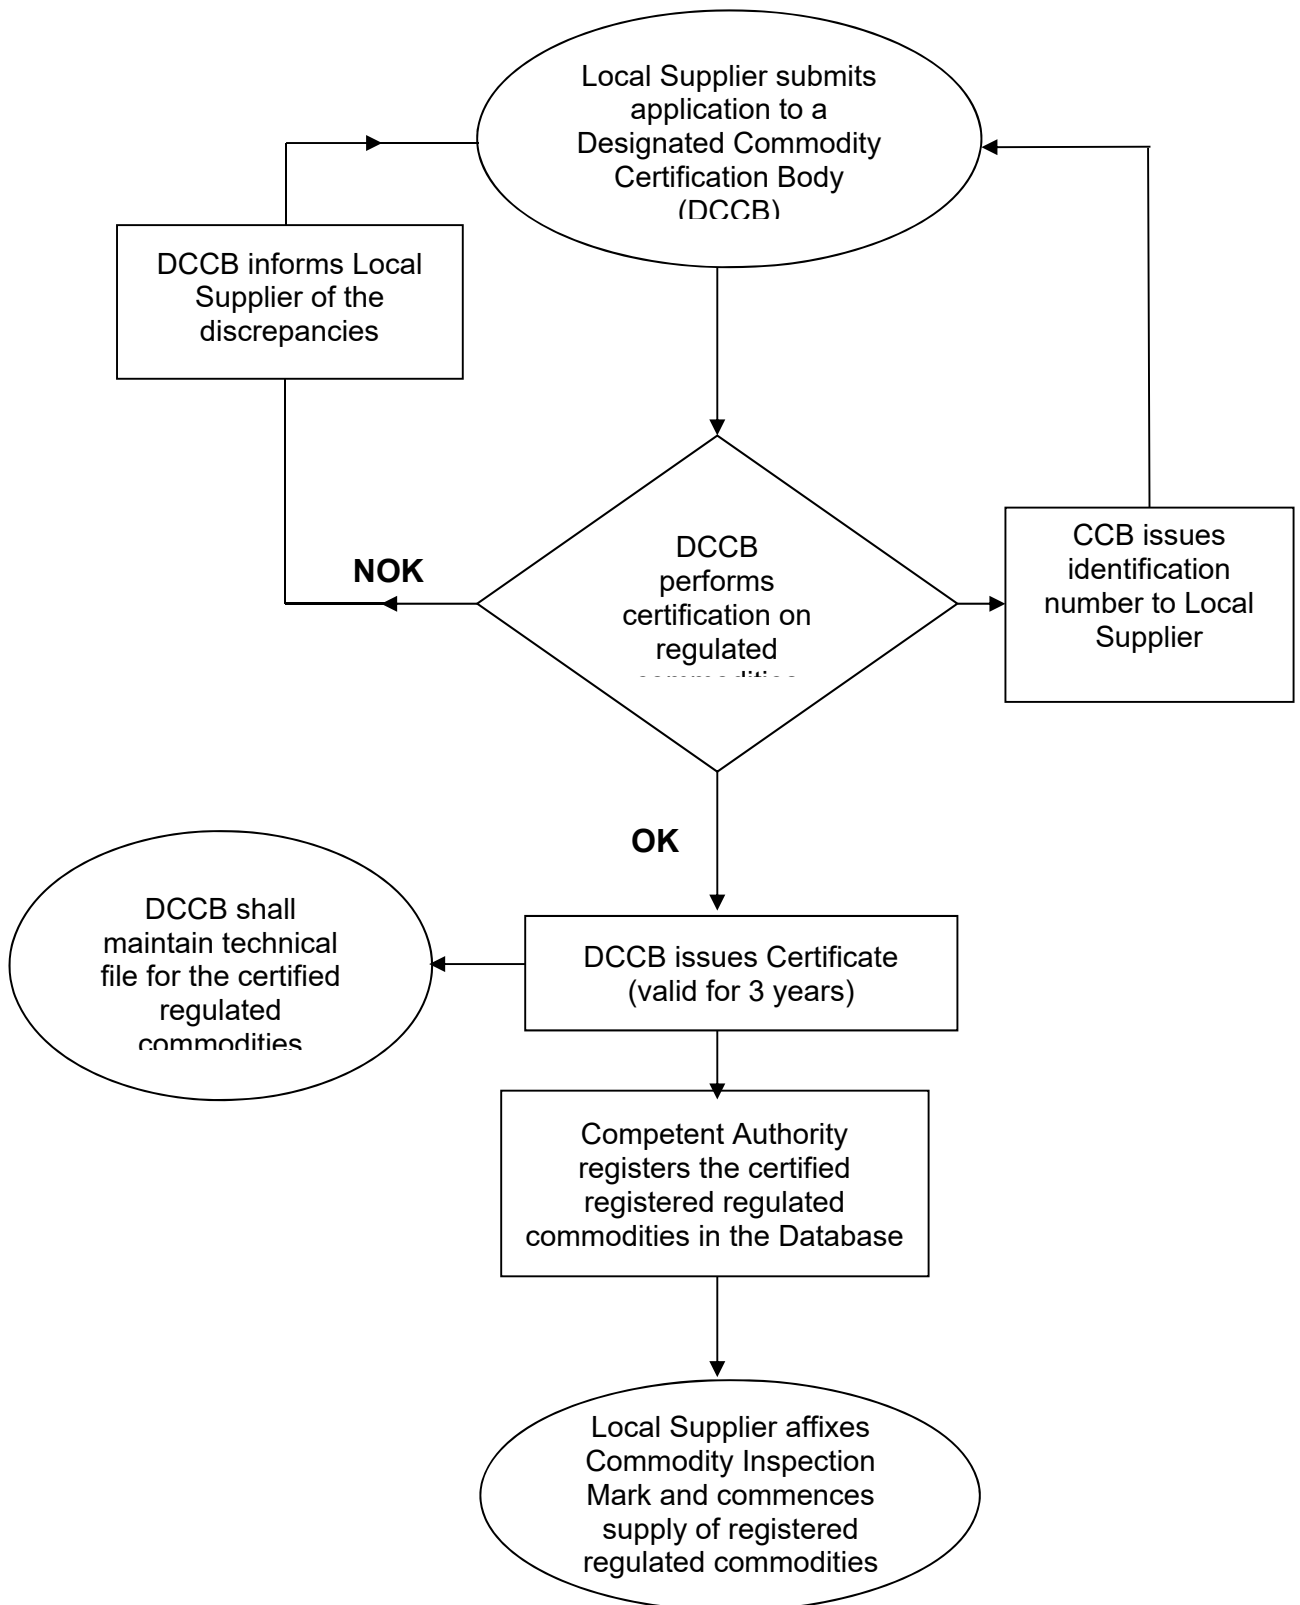 Local Supplier submits
application to a
Designated Commodity
Certification Body
(DCCB)
DCCB informs Local
Supplier of the
discrepancies
DCCB
performs
certification on
regulated
commodities
NOK
CCB issues
identification
number to Local
Supplier
OK
DCCB shall
maintain technical
file for the certified
regulated
commodities
DCCB issues Certificate
(valid for 3 years)
Competent Authority
registers the certified
registered regulated
commodities in the Database
Local Supplier affixes
Commodity Inspection
Mark and commences
supply of registered
regulated commodities